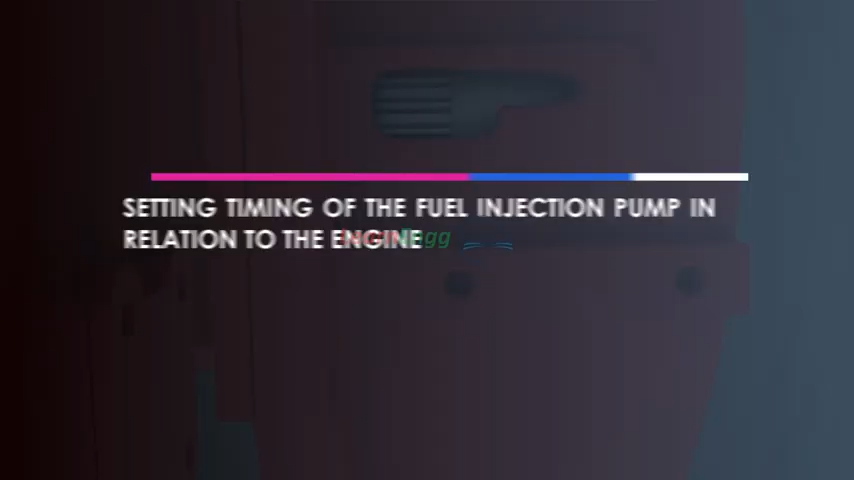 SETTING TIMING OF THE FUEL INJECTION PUMP IN
RELATION TO THE ENGINE